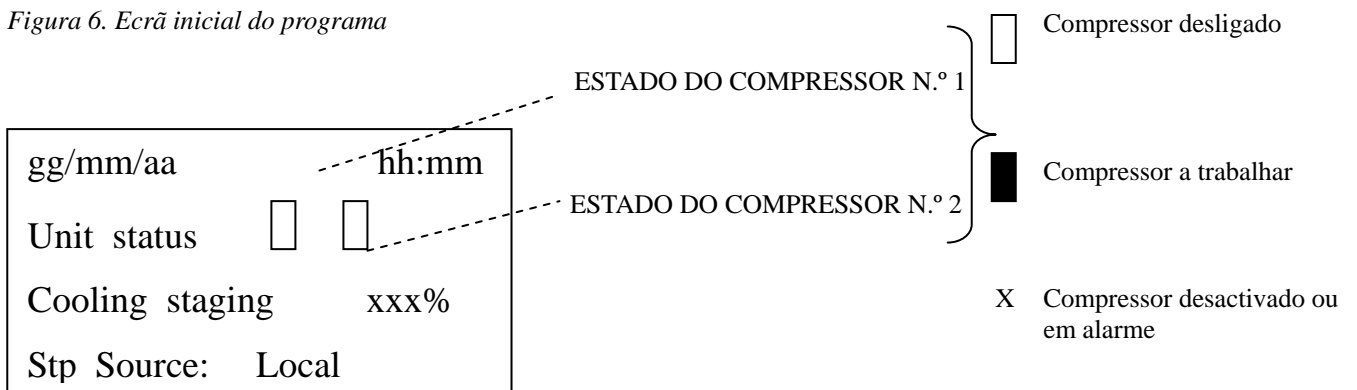 Figura 6. Ecrã inicial do programa
ESTADO DO COMPRESSOR N.º 1
ESTADO DO COMPRESSOR N.º 2
Compressor desligado
Compressor a trabalhar
X Compressor desactivado ou
em alarme
gg/mm/aa hh:mm
Unit status
Cooling staging xxx%
Stp Source: Local